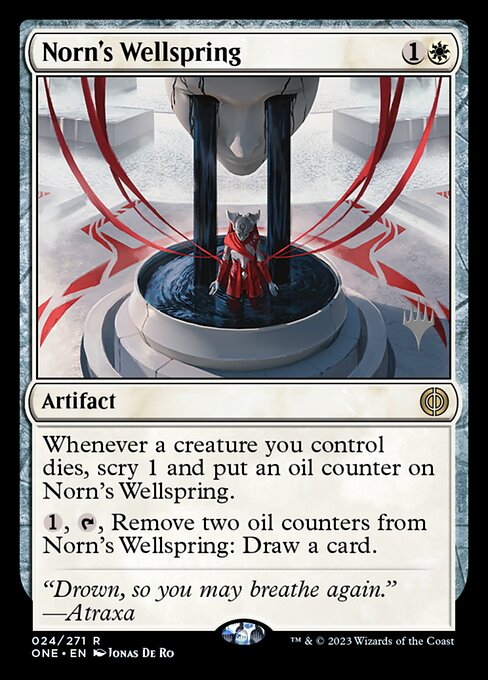 Norn's Wellspring 1
Artifact
Whenever a creature you control
dies, scry 1 and put an oil counter on
Norn's Wellspring.
1, , Remove two oil counters from
Norn's Wellspring: Draw a card.
“Drown, so you may breathe again.”
—Atraxa
024/271 R
ONE • EN Jonas De Ro
™ & © 2023 Wizards of the Coast